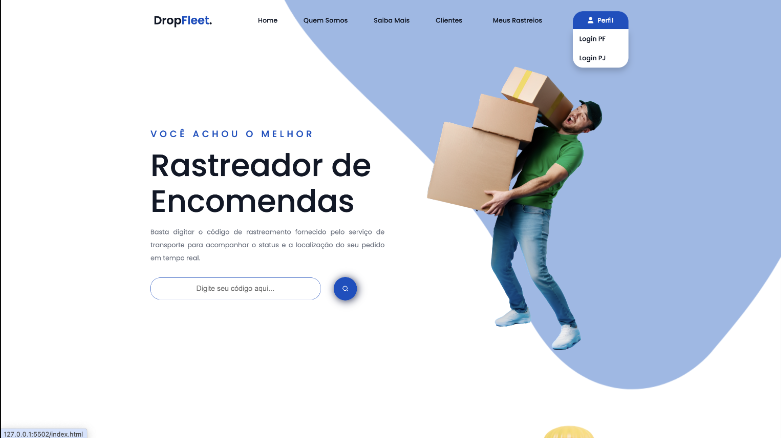 DropFleet.
Home
Quem Somos
Saiba Mais
Clientes
Meus Rastreios
Perfil
Login PF
Login PJ
VOCÊ ACHOU O MELHOR
Rastreador de
Encomendas
Basta digitar o código de rastreamento fornecido pelo serviço de
transporte para acompanhar o status e a localização do seu pedido
em tempo real.
Digite seu código aqui...
127.0.0.1:5502/index.html